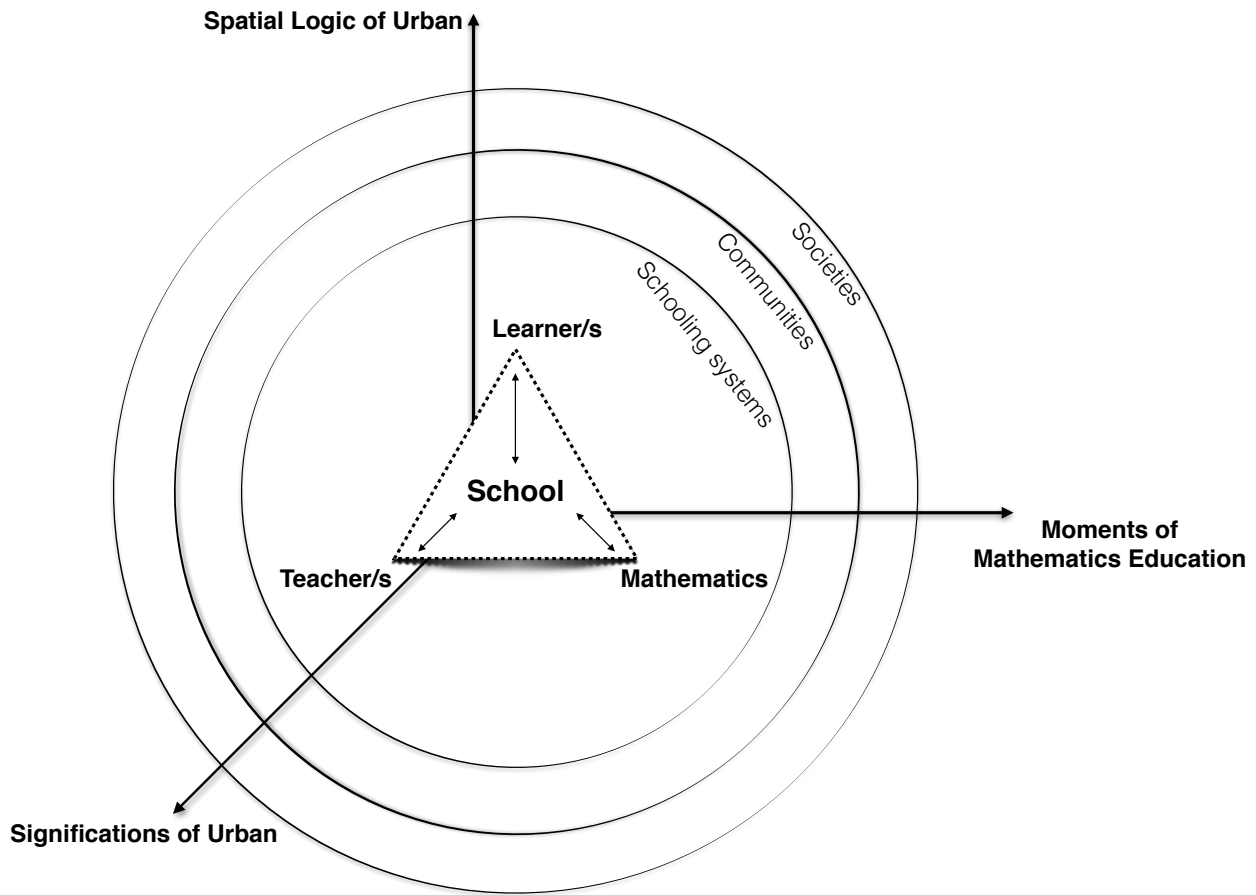 Spatial Logic of Urban
Societies
Communities
Schooling systems
Learner/s
School
Teacher/s
Mathematics
Moments of
Mathematics Education
Significations of Urban